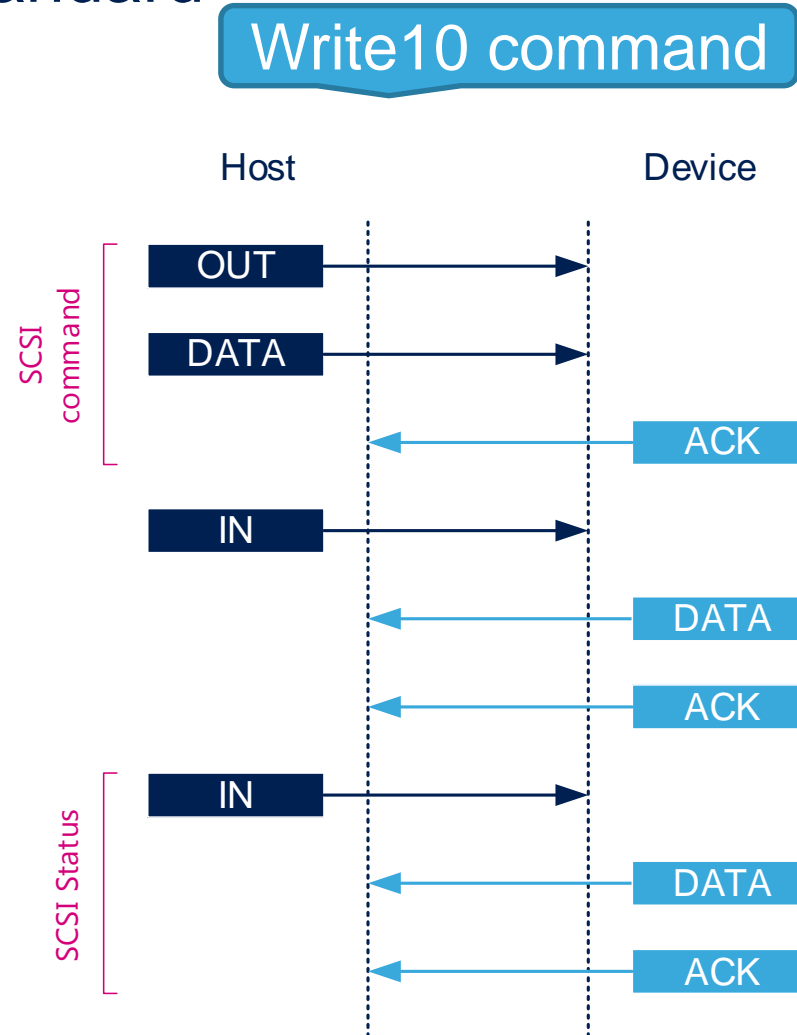 Write10 command
Host
Device
SCSI
command
OUT
DATA
ACK
IN
DATA
ACK
SCSI Status
IN
DATA
ACK